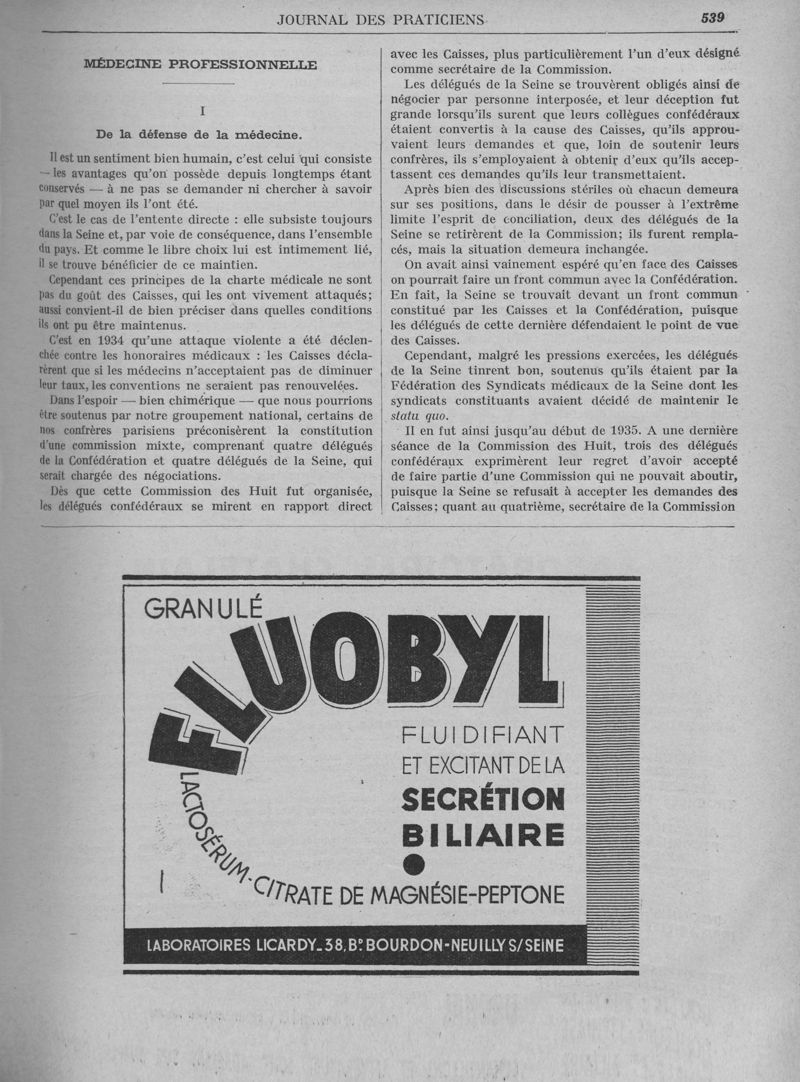 JOURNAL DES PRATICIENS
539
MÉDECINE PROFESSIONNELLE
I
De la défense de la médecine.
Il est un sentiment bien humain, c'est celui qui consiste
— les avantages qu'on possède depuis longtemps étant
conservés — à ne pas se demander ni chercher à savoir
par quel moyen ils l'ont été.
C'est le cas de l'entente directe : elle subsiste toujours
dans la Seine et, par voie de conséquence, dans l'ensemble
du pays. Et comme le libre choix lui est intimement lié,
il se trouve bénéficier de ce maintien.
Cependant ces principes de la charte médicale ne sont
pas du goût des Caisses, qui les ont vivement attaqués;
aussi convient-il de bien préciser dans quelles conditions
ils ont pu être maintenus.
C'est en 1934 qu'une attaque violente a été déclen-
chée contre les honoraires médicaux : les Caisses décla-
rèrent que si les médecins n'acceptaient pas de diminuer
leur taux, les conventions ne seraient pas renouvelées.
Dans l'espoir — bien chimérique — que nous pourrions
être soutenus par notre groupement national, certains de
nos confrères parisiens préconisèrent la constitution
d'une commission mixte, comprenant quatre délégués
de la Confédération et quatre délégués de la Seine, qui
serait chargée des négociations.
Dès que cette Commission des Huit fut organisée,
les délégués confédéraux se mirent en rapport direct
avec les Caisses, plus particulièrement l'un d'eux désigné
comme secrétaire de la Commission.
Les délégués de la Seine se trouvèrent obligés ainsi de
négocier par personne interposée, et leur déception fut
grande lorsqu'ils surent que leurs collègues confédéraux
étaient convertis à la cause des Caisses, qu'ils approu-
vaient leurs demandes et que, loin de soutenir leurs
confrères, ils s'employaient à obtenir d'eux qu'ils accep-
tassent ces demandes qu'ils leur transmettaient.
Après bien des discussions stériles où chacun demeura
sur ses positions, dans le désir de pousser à l'extrême
limite l'esprit de conciliation, deux des délégués de la
Seine se retirèrent de la Commission; ils furent rempla-
cés, mais la situation demeura inchangée.
On avait ainsi vainement espéré qu'en face des Caisses
on pourrait faire un front commun avec la Confédération.
En fait, la Seine se trouvait devant un front commun
constitué par les Caisses et la Confédération, puisque
les délégués de cette dernière défendaient le point de vue
des Caisses.
Cependant, malgré les pressions exercées, les délégués
de la Seine tinrent bon, soutenus qu'ils étaient par la
Fédération des Syndicats médicaux de la Seine dont les
syndicats constituants avaient décidé de maintenir le
statu quo.
Il en fut ainsi jusqu'au début de 1935. A une dernière
séance de la Commission des Huit, trois des délégués
confédéraux exprimèrent leur regret d'avoir accepté
de faire partie d'une Commission qui ne pouvait aboutir,
puisque la Seine se refusait à accepter les demandes des
Caisses; quant au quatrième, secrétaire de la Commission
GRANULÉ
FLUOBYL
FLUIDIFIANT
ET EXCITANT DE LA
SECRÉTION
BILIAIRE
LACTOSÉRUM-CITRATE DE MAGNÉSIE-PEPTONE
LABORATOIRES LICARDY_38, Bd. BOURDON-NEUILLY S/SEINE